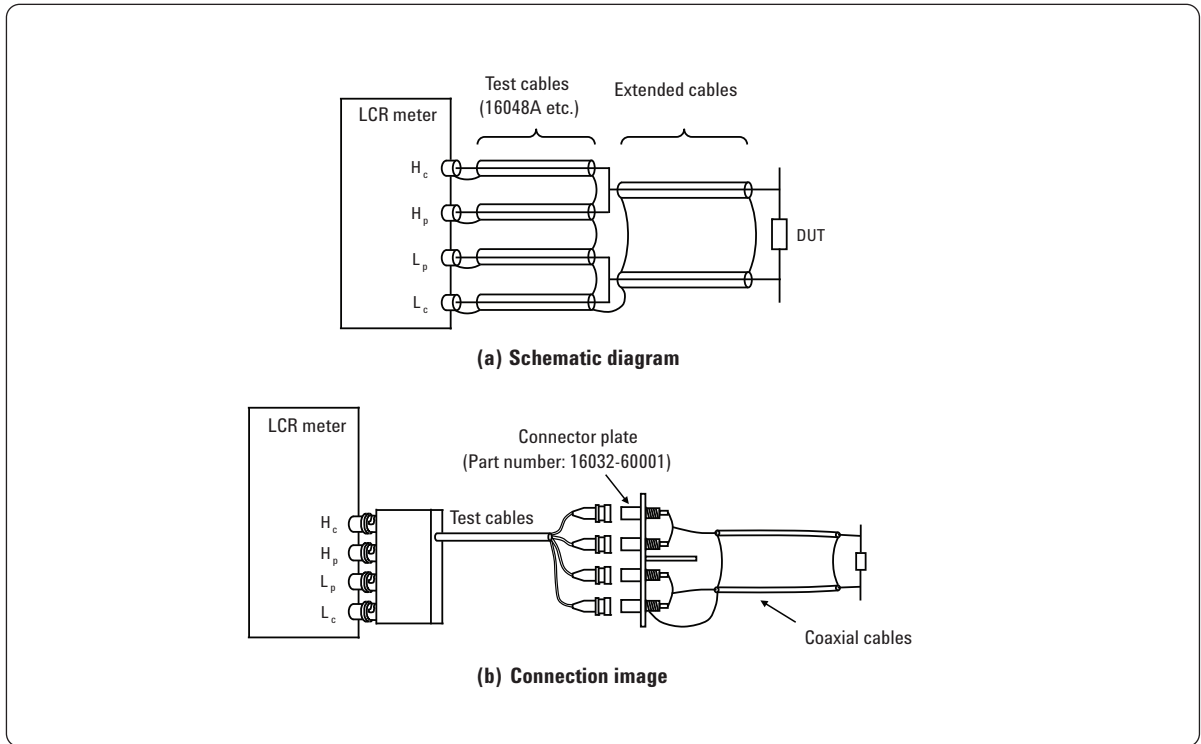 Test cables
(16048A etc.)
Extended cables
LCR meter
Hc
Hp
Lp
Lc
DUT
(a) Schematic diagram
LCR meter
Connector plate
(Part number: 16032-60001)
Test cables
Hc
Hp
Lp
Lc
Coaxial cables
(b) Connection image